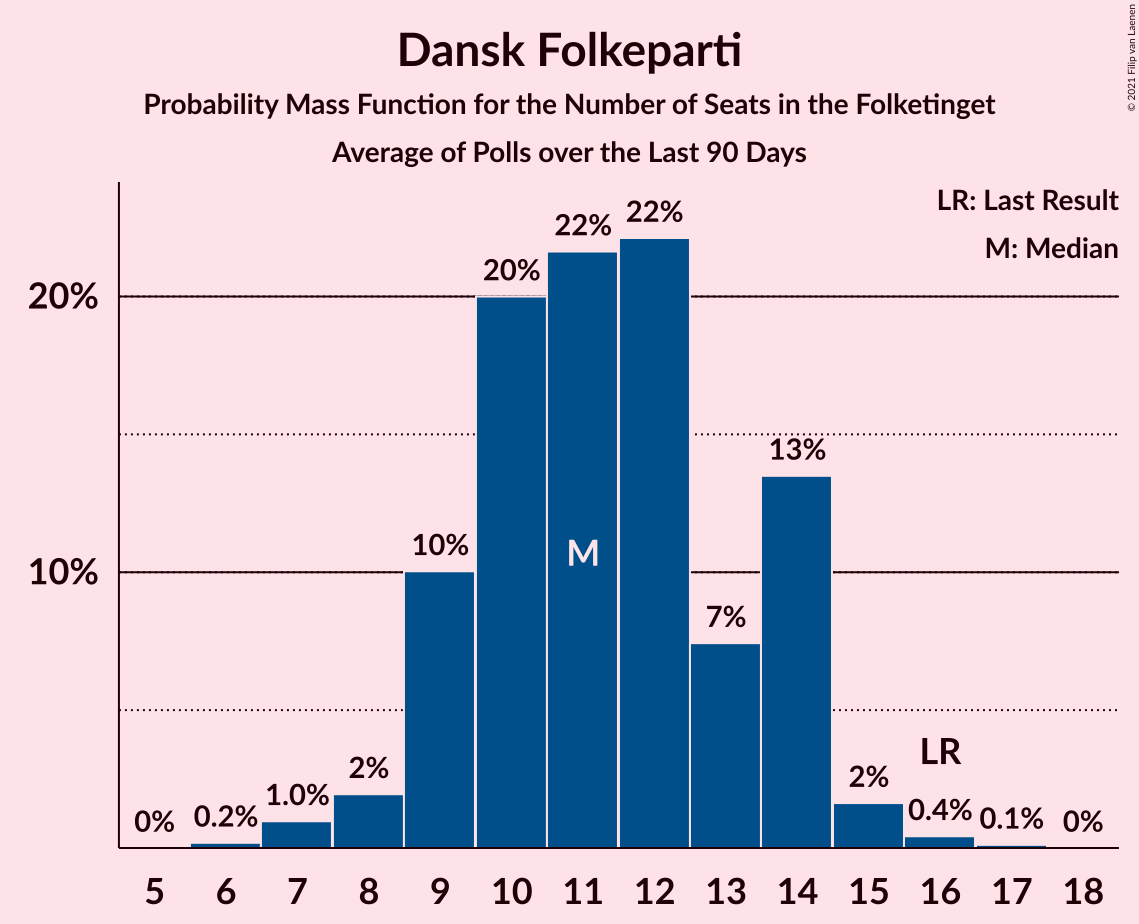 Dansk Folkeparti
Probability Mass Function for the Number of Seats in the Folketinget
Average of Polls over the Last 90 Days
© 2021 Filip van Laenen
LR: Last Result
M: Median
20%
10%
0%
0.2%
1.0%
2%
10%
20%
22%
22%
7%
13%
2%
0.4%
0.1%
0%
M
LR
5 6 7 8 9 10 11 12 13 14 15 16 17 18